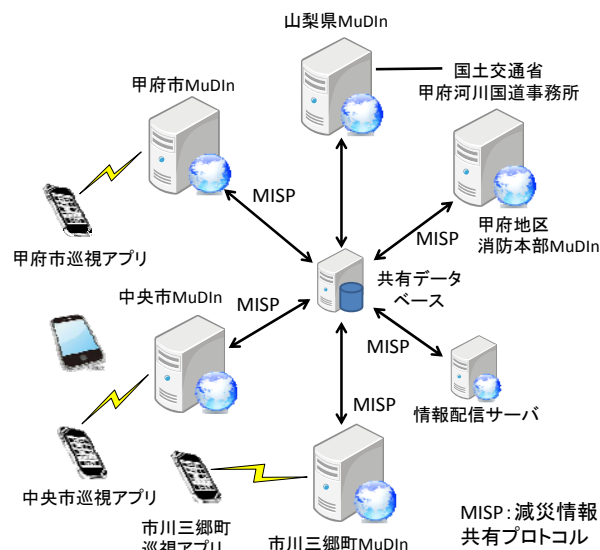 山梨県MuDIn
国土交通省
甲府河川国道事務所
甲府市MuDIn
MISP
MISP
甲府地区
消防本部MuDIn
甲府市巡視アプリ
共有データ
ベース
中央市MuDIn
MISP
MISP
MISP
情報配信サーバ
中央市巡視アプリ
市川三郷町
巡視アプリ
市川三郷町MuDIn
MISP：減災情報
共有プロトコル